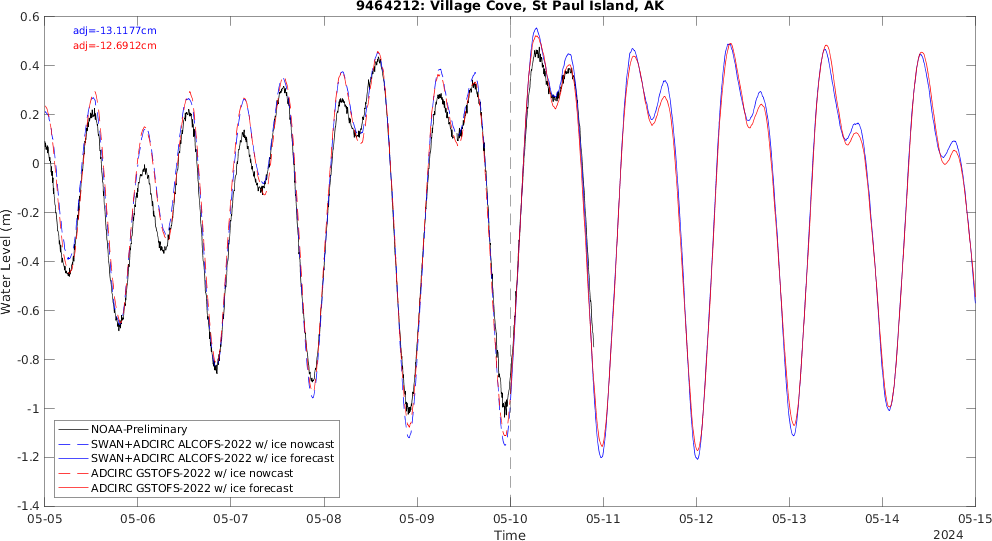 9464212: Village Cove, St Paul Island, AK
adj=-13.1177cm
adj=-12.6912cm
Water Level (m)
0.6
0.4
0.2
0
-0.2
-0.4
-0.6
-0.8
-1
-1.2
-1.4
NOAA-Preliminary
SWAN+ADCIRC ALCOFS-2022 w/ ice nowcast
SWAN+ADCIRC ALCOFS-2022 w/ ice forecast
ADCIRC GSTOFS-2022 w/ ice nowcast
ADCIRC GSTOFS-2022 w/ ice forecast
05-05 05-06 05-07 05-08 05-09 05-10 05-11 05-12 05-13 05-14 05-15
Time
2024